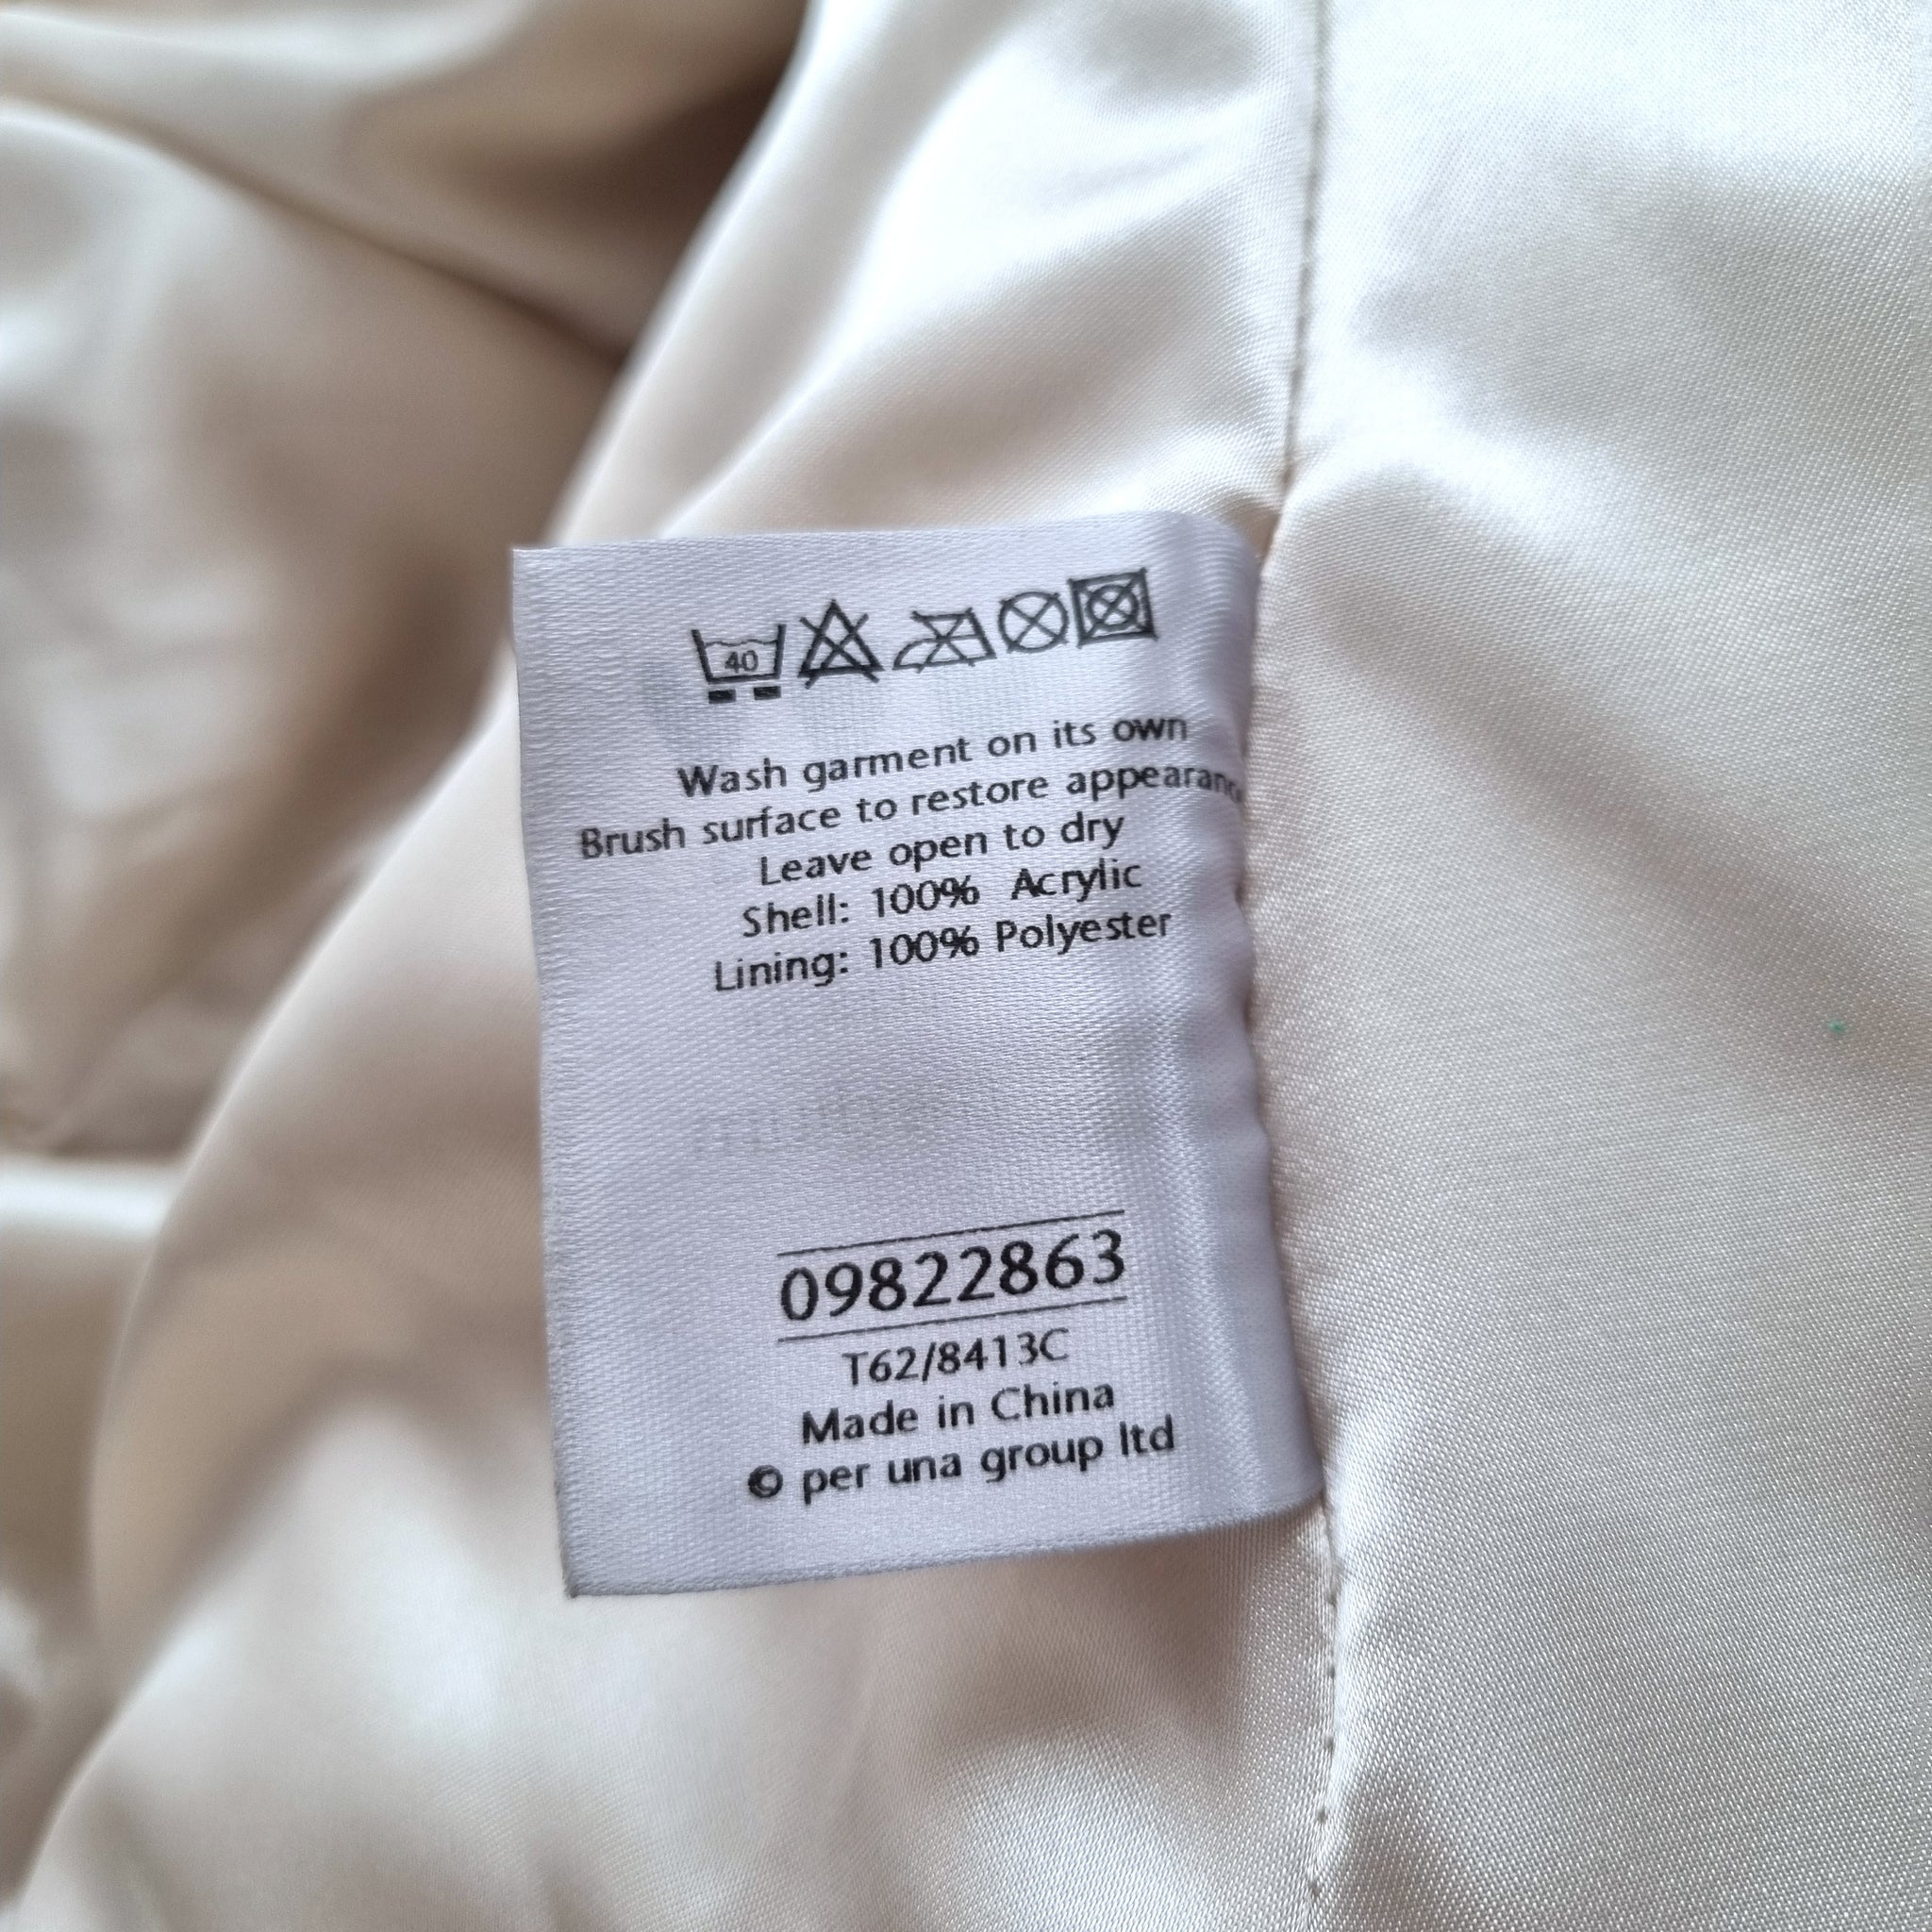 40
Wash garment on its own
Brush surface to restore
Leave open to dry
Shell: 100% Acrylic
Lining: 100% Polyester
09822863
T62/8413C
Made in China
© per una group ltd